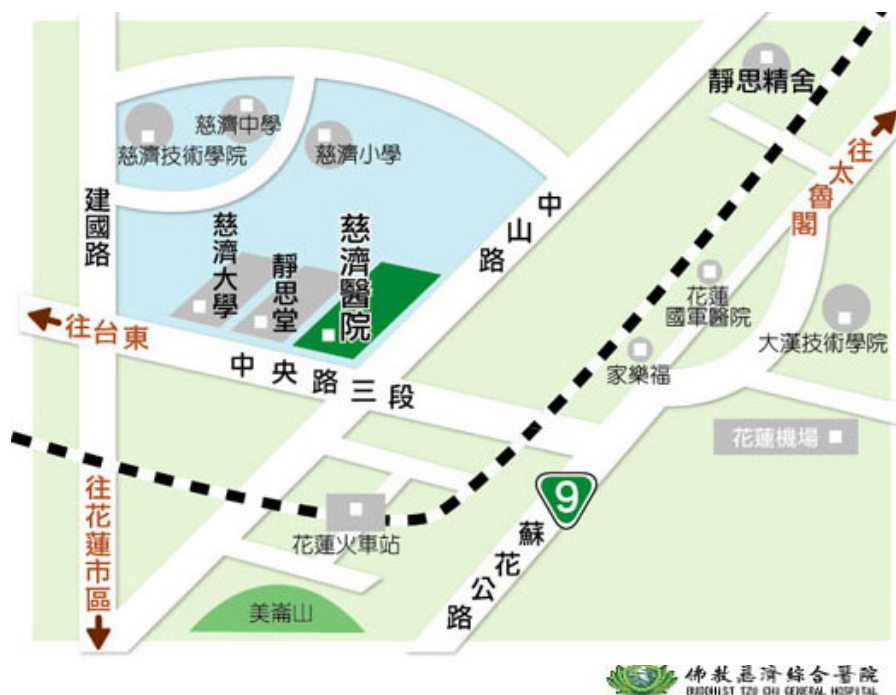 靜思精舍
往太魯閣
慈濟中學
慈濟技術學院
慈濟小學
建國路
中山路
慈濟大學
靜思堂
慈濟醫院
花蓮
國軍醫院
大漢技術學院
往台東
中央路三段
家樂福
花蓮機場
9
蘇花公路
往花蓮市區
花蓮火車站
美崙山
佛教慈濟綜合醫院
BUDDHIST TZU CHI GENERAL HOSPITAL